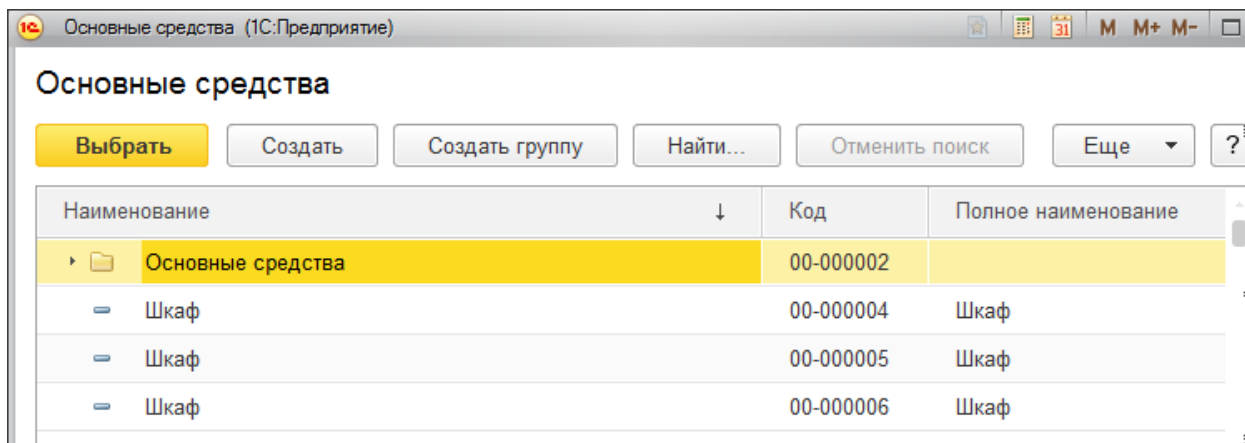 1С Основные средства (1С:Предприятие) 31 M M+ M-
Основные средства
Выбрать Создать Создать группу Найти... Отменить поиск Еще ?
Наименование ↓ Код Полное наименование
Основные средства 00-000002
Шкаф 00-000004 Шкаф
Шкаф 00-000005 Шкаф
Шкаф 00-000006 Шкаф